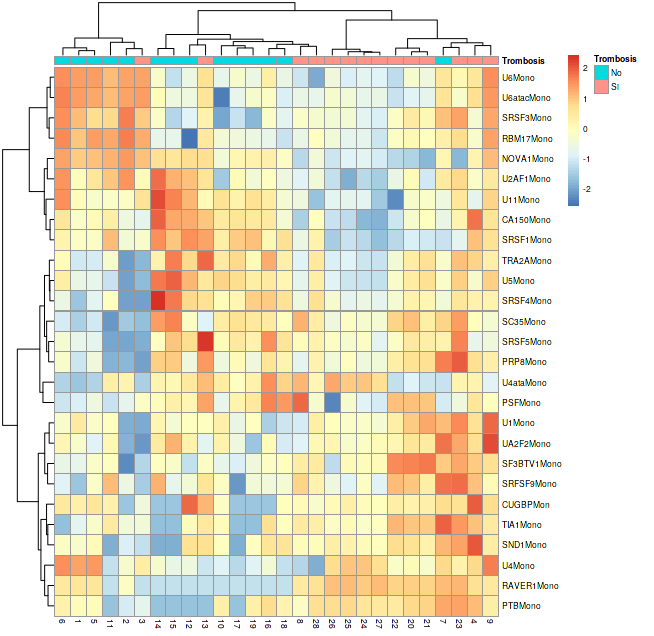 Trombosis
U6Mono
U6atacMono
SRSF3Mono
RBM17Mono
NOVA1Mono
U2AF1Mono
U11Mono
CA150Mono
SRSF1Mono
TRA2AMono
U5Mono
SRSF4Mono
SC35Mono
SRSF5Mono
PRP8Mono
U4ataMono
PSFMono
U1Mono
UA2F2Mono
SF3BTV1Mono
SRFSF9Mono
CUGBPMon
TIA1Mono
SND1Mono
U4Mono
RAVER1Mono
PTBMono
6 1 5 11 2 3 14 15 12 13 10 17 19 16 18 8 28 26 25 24 27 22 20 21 7 23 4 9
2
1
0
-1
-2
Trombosis
No
SI